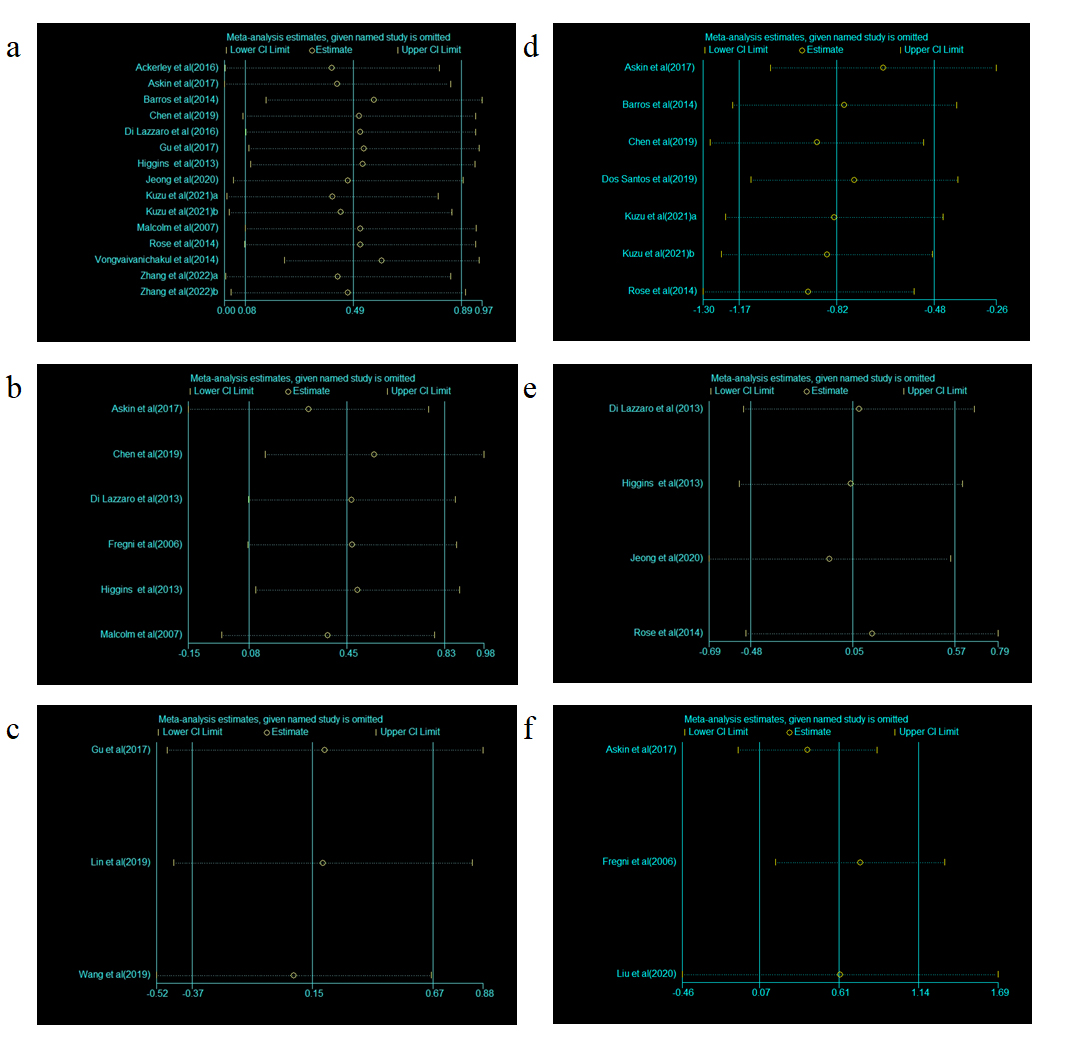 a
Meta-analysis estimates, given named study is omitted
Lower CI Limit Estimate Upper CI Limit
Ackerley et al(2016)
Askin et al(2017)
Barros et al(2014)
Chen et al(2019)
Di Lazzaro et al (2016)
Gu et al(2017)
Higgins et al(2013)
Jeong et al(2020)
Kuzu et al(2021)a
Kuzu et al(2021)b
Malcolm et al(2007)
Rose et al(2014)
Vongvaivanichakul et al(2014)
Zhang et al(2022)a
Zhang et al(2022)b
0.00 0.08 0.49 0.89 0.97
d
Meta-analysis estimates, given named study is omitted
Lower CI Limit Estimate Upper CI Limit
Askin et al(2017)
Barros et al(2014)
Chen et al(2019)
Dos Santos et al(2019)
Kuzu et al(2021)a
Kuzu et al(2021)b
Rose et al(2014)
-1.30 -1.17 -0.82 -0.48 -0.26
b
Meta-analysis estimates, given named study is omitted
Lower CI Limit Estimate Upper CI Limit
Askin et al(2017)
Chen et al(2019)
Di Lazzaro et al(2013)
Fregni et al(2006)
Higgins et al(2013)
Malcolm et al(2007)
-0.15 0.08 0.45 0.83 0.98
e
Meta-analysis estimates, given named study is omitted
Lower CI Limit Estimate Upper CI Limit
Di Lazzaro et al (2013)
Higgins et al(2013)
Jeong et al(2020)
Rose et al(2014)
-0.69 -0.48 0.05 0.57 0.79
c
Meta-analysis estimates, given named study is omitted
Lower CI Limit Estimate Upper CI Limit
Gu et al(2017)
Lin et al(2019)
Wang et al(2019)
-0.52 -0.37 0.15 0.67 0.88
f
Meta-analysis estimates, given named study is omitted
Lower CI Limit Estimate Upper CI Limit
Askin et al(2017)
Fregni et al(2006)
Liu et al(2020)
-0.46 0.07 0.61 1.14 1.69